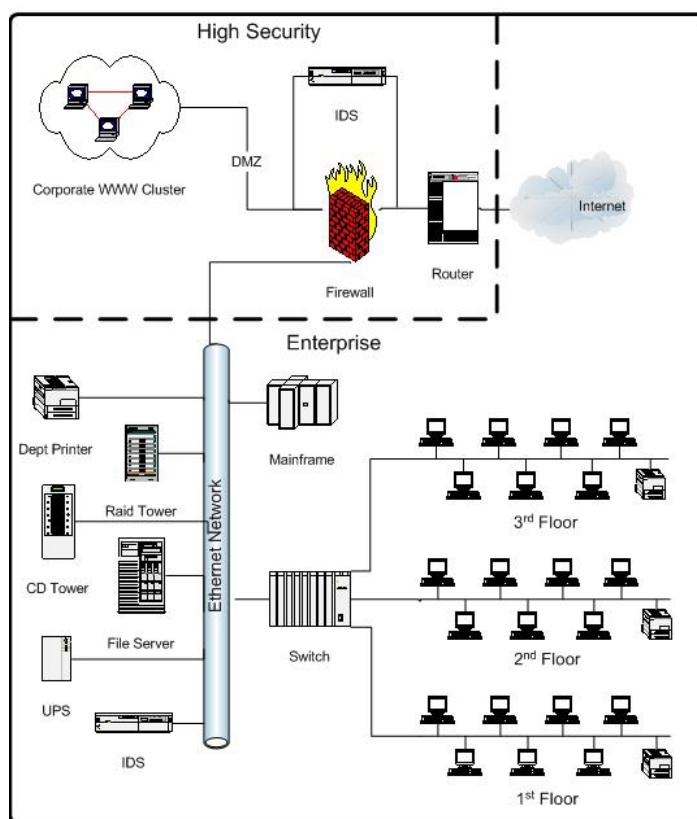 High Security
IDS
DMZ
Corporate WWW Cluster
Internet
Router
Firewall
Enterprise
Dept Printer
Mainframe
Raid Tower
3rd Floor
Ethernet Network
CD Tower
File Server
Switch
2nd Floor
UPS
IDS
1st Floor